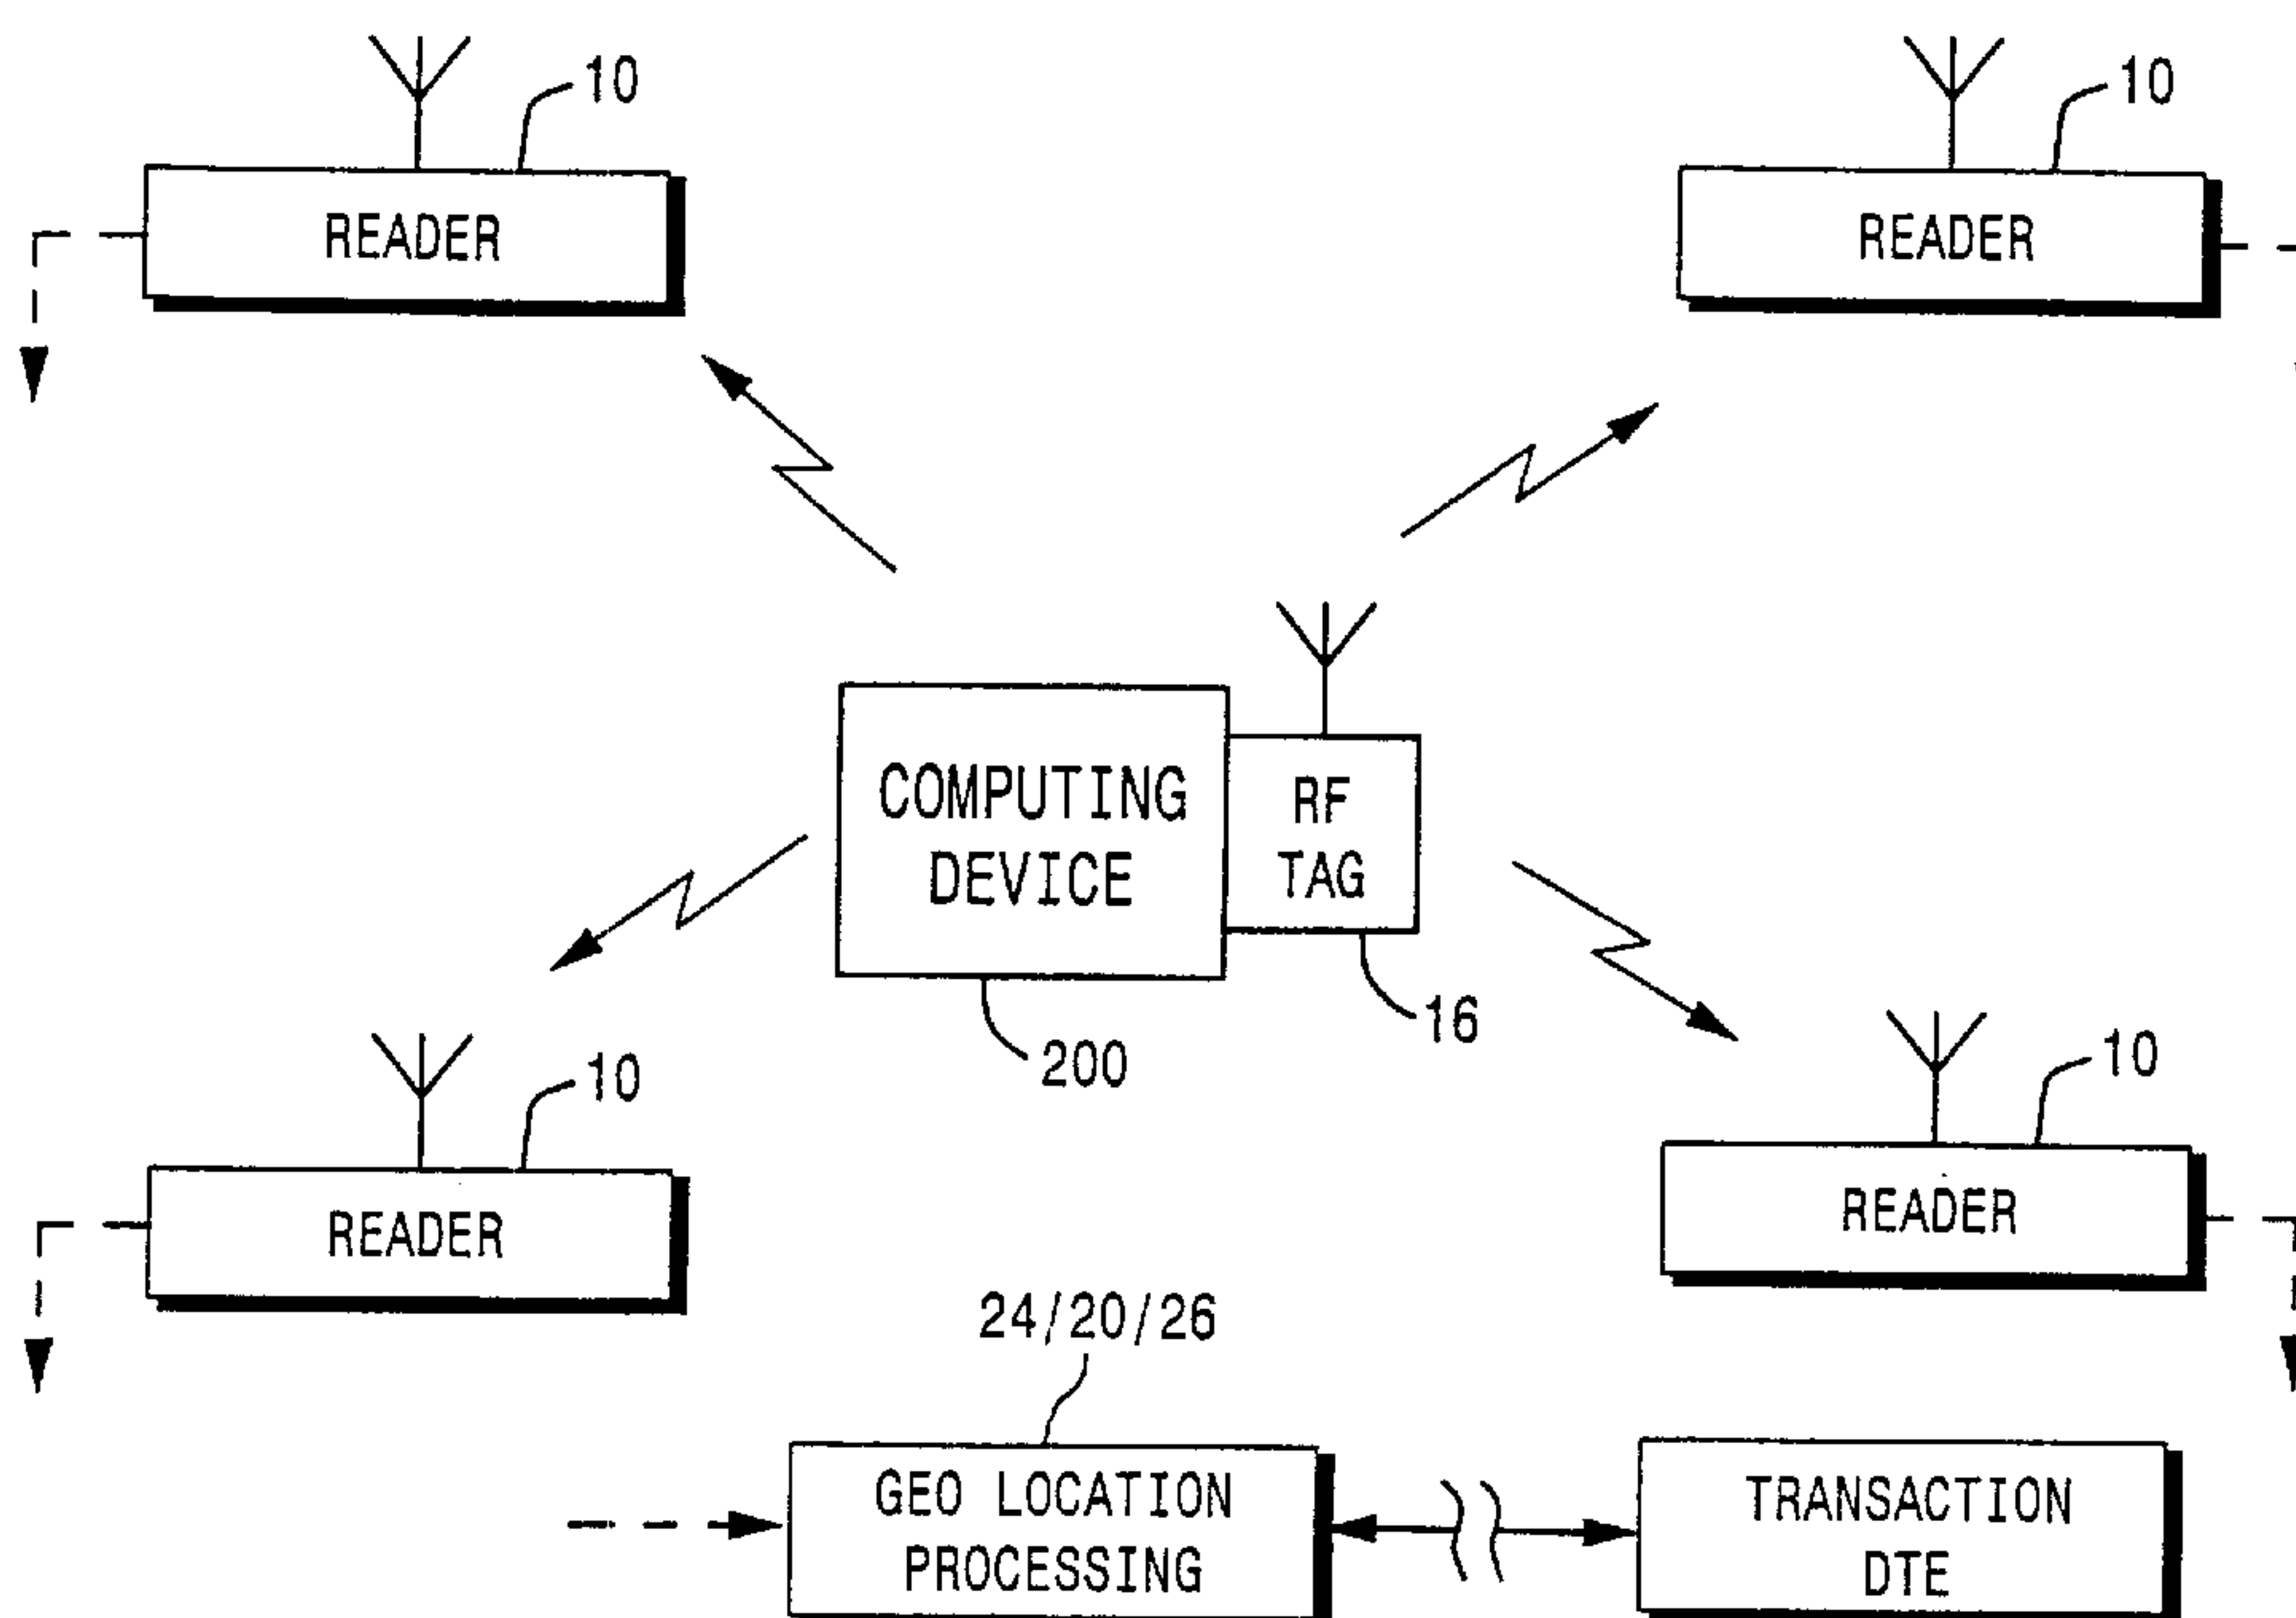 10
10
READER
READER
COMPUTING
DEVICE
RF
TAG
16
200
10
10
READER
READER
24/20/26
GEO LOCATION
PROCESSING
TRANSACTION
DTE